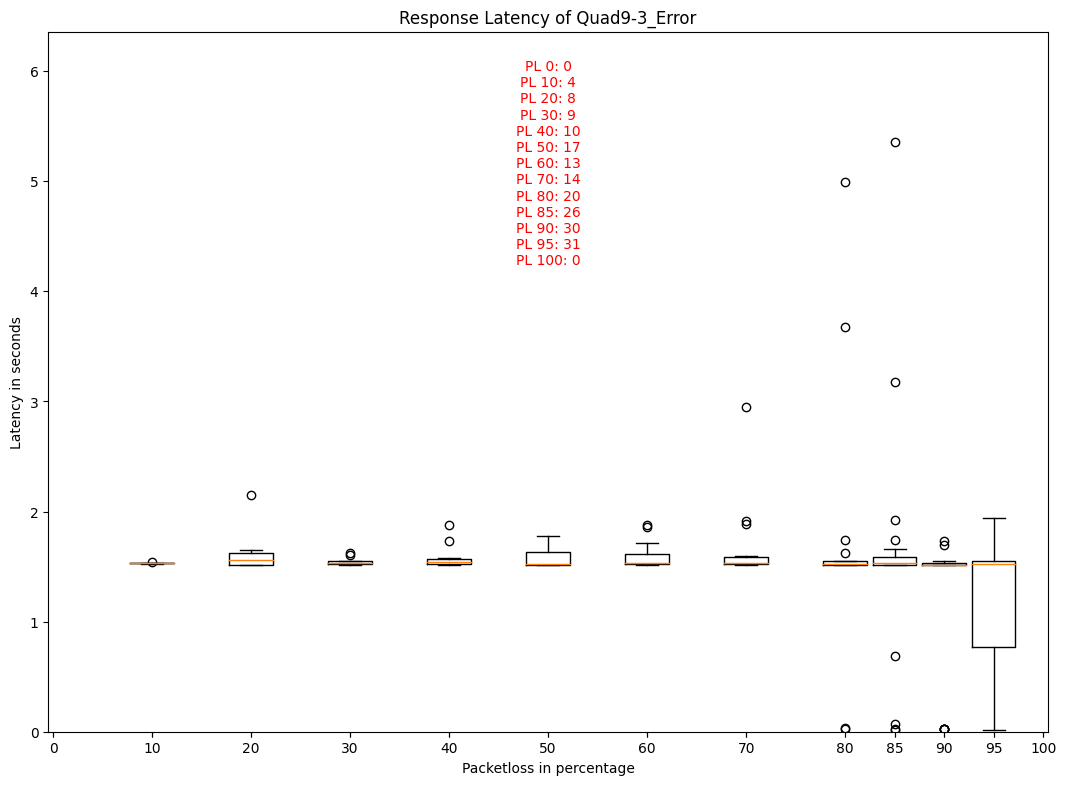 Response Latency of Quad9-3_Error
PL 0: 0
PL 10: 4
PL 20: 8
PL 30: 9
PL 40: 10
PL 50: 17
PL 60: 13
PL 70: 14
PL 80: 20
PL 85: 26
PL 90: 30
PL 95: 31
PL 100: 0
Latency in seconds
6
5
4
3
2
1
0
0 10 20 30 40 50 60 70 80 85 90 95 100
Packetloss in percentage